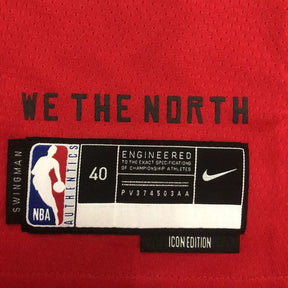 WE THE NORTH
SWINGMAN
NBA
AUTHENTICS
40
ENGINEERED
TO THE EXACT SPECIFICATIONS
OF CHAMPIONSHIP ATHLETES
PV374503AA
ICON EDITION